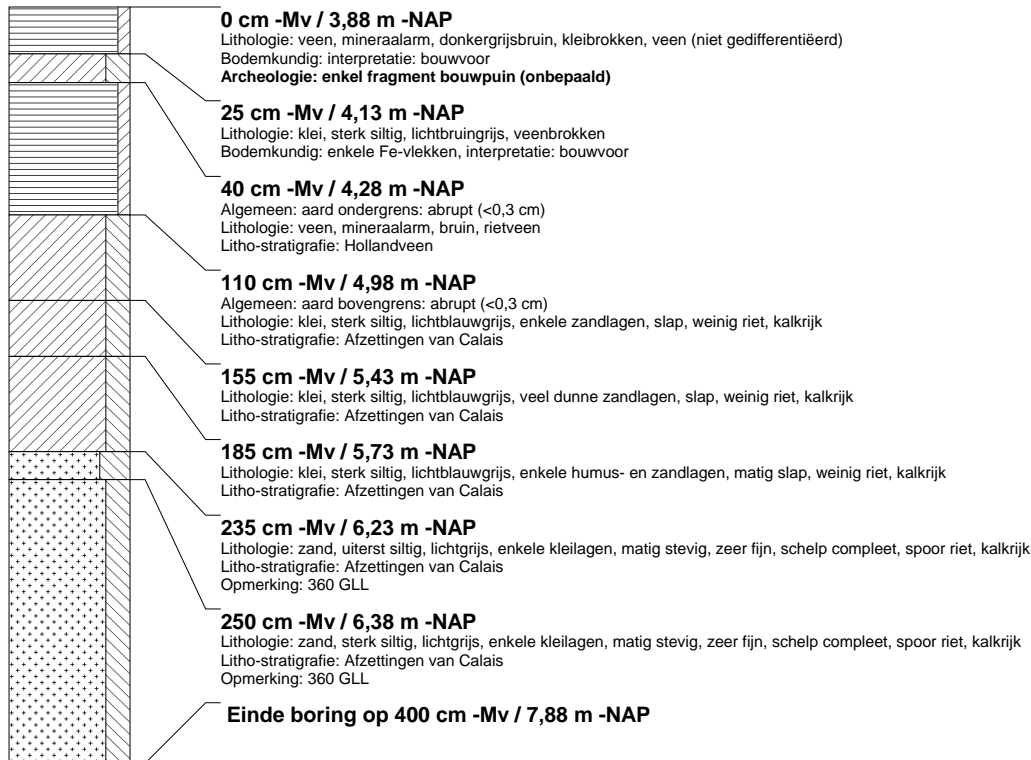 0 cm -Mv / 3,88 m -NAP
Lithologie: veen, mineraalarm, donkergrijsbruin, kleibrokken, veen (niet gedifferentiëerd)
Bodemkundig: interpretatie: bouwvoor
Archeologie: enkel fragment bouwpuin (onbepaald)
25 cm -Mv / 4,13 m -NAP
Lithologie: klei, sterk siltig, lichtbruingrijs, veenbrokken
Bodemkundig: enkele Fe-vlekken, interpretatie: bouwvoor
40 cm -Mv / 4,28 m -NAP
Algemeen: aard ondergrens: abrupt (<0,3 cm)
Lithologie: veen, mineraalarm, bruin, rietveen
Litho-stratigrafie: Hollandveen
110 cm -Mv / 4,98 m -NAP
Algemeen: aard bovengrens: abrupt (<0,3 cm)
Lithologie: klei, sterk siltig, lichtblauwgrijs, enkele zandlagen, slap, weinig riet, kalkrijk
Litho-stratigrafie: Afzettingen van Calais
155 cm -Mv / 5,43 m -NAP
Lithologie: klei, sterk siltig, lichtblauwgrijs, veel dunne zandlagen, slap, weinig riet, kalkrijk
Litho-stratigrafie: Afzettingen van Calais
185 cm -Mv / 5,73 m -NAP
Lithologie: klei, sterk siltig, lichtblauwgrijs, enkele humus- en zandlagen, matig slap, weinig riet, kalkrijk
Litho-stratigrafie: Afzettingen van Calais
235 cm -Mv / 6,23 m -NAP
Lithologie: zand, uiterst siltig, lichtgrijs, enkele kleilagen, matig stevig, zeer fijn, schelp compleet, spoor riet, kalkrijk
Litho-stratigrafie: Afzettingen van Calais
Opmerking: 360 GLL
250 cm -Mv / 6,38 m -NAP
Lithologie: zand, sterk siltig, lichtgrijs, enkele kleilagen, matig stevig, zeer fijn, schelp compleet, spoor riet, kalkrijk
Litho-stratigrafie: Afzettingen van Calais
Opmerking: 360 GLL
Einde boring op 400 cm -Mv / 7,88 m -NAP